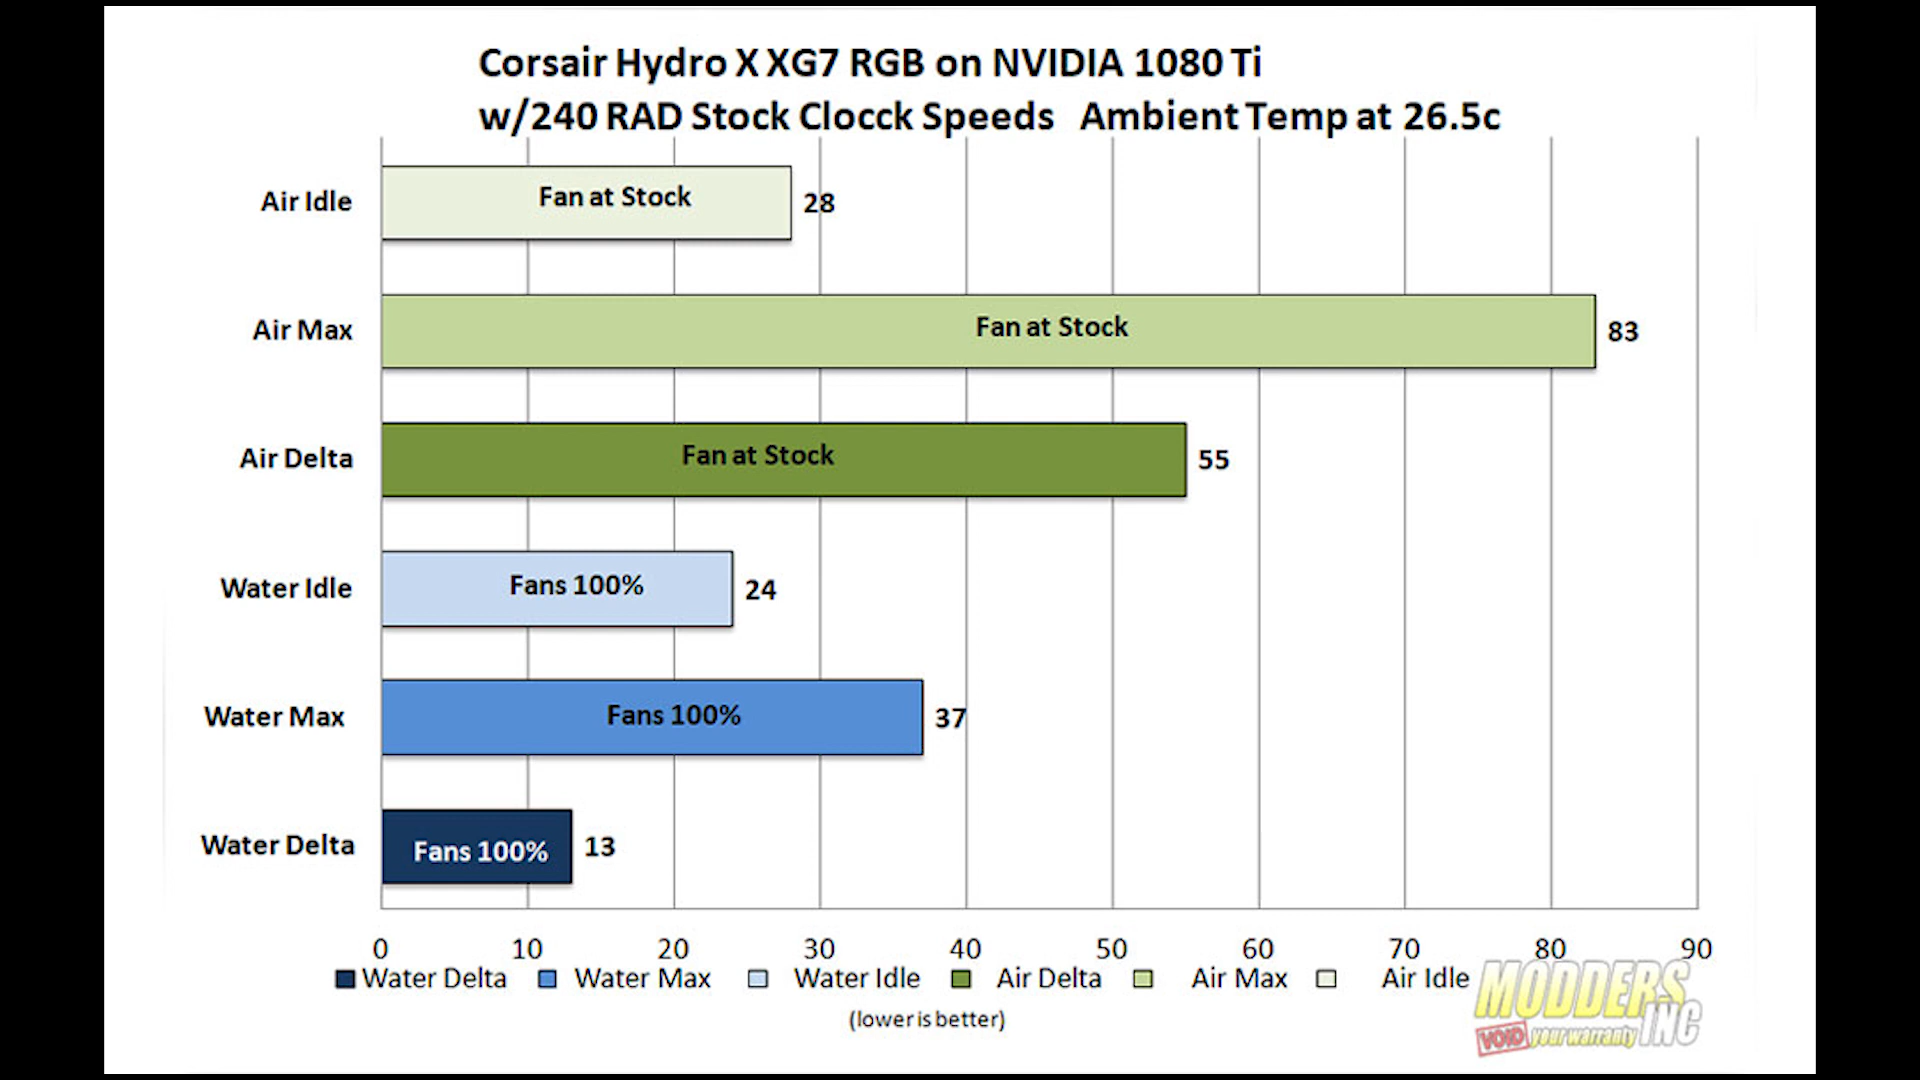 Corsair Hydro X XG7 RGB on NVIDIA 1080 Ti
w/240 RAD Stock Clocck Speeds Ambient Temp at 26.5c
Air Idle Fan at Stock 28
Air Max Fan at Stock 83
Air Delta Fan at Stock 55
Water Idle Fans 100% 24
Water Max Fans 100% 37
Water Delta Fans 100% 13
0 10 20 30 40 50 60 70 80 90
Water Delta Water Max Water Idle Air Delta Air Max Air Idle
(lower is better)
MODDERS
INC
VOID your warranty